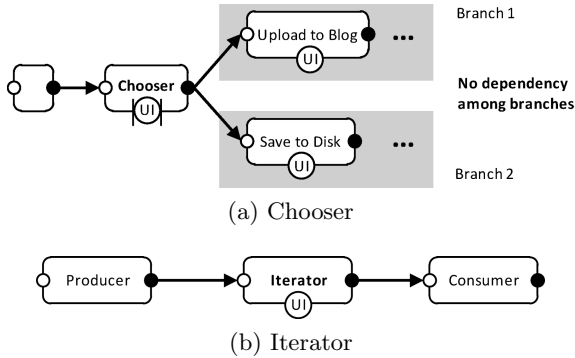 Branch 1
Upload to Blog
...
UI
Chooser
UI
No dependency
among branches
Save to Disk
...
UI
Branch 2
(a) Chooser
Producer
Iterator
Consumer
UI
(b) Iterator